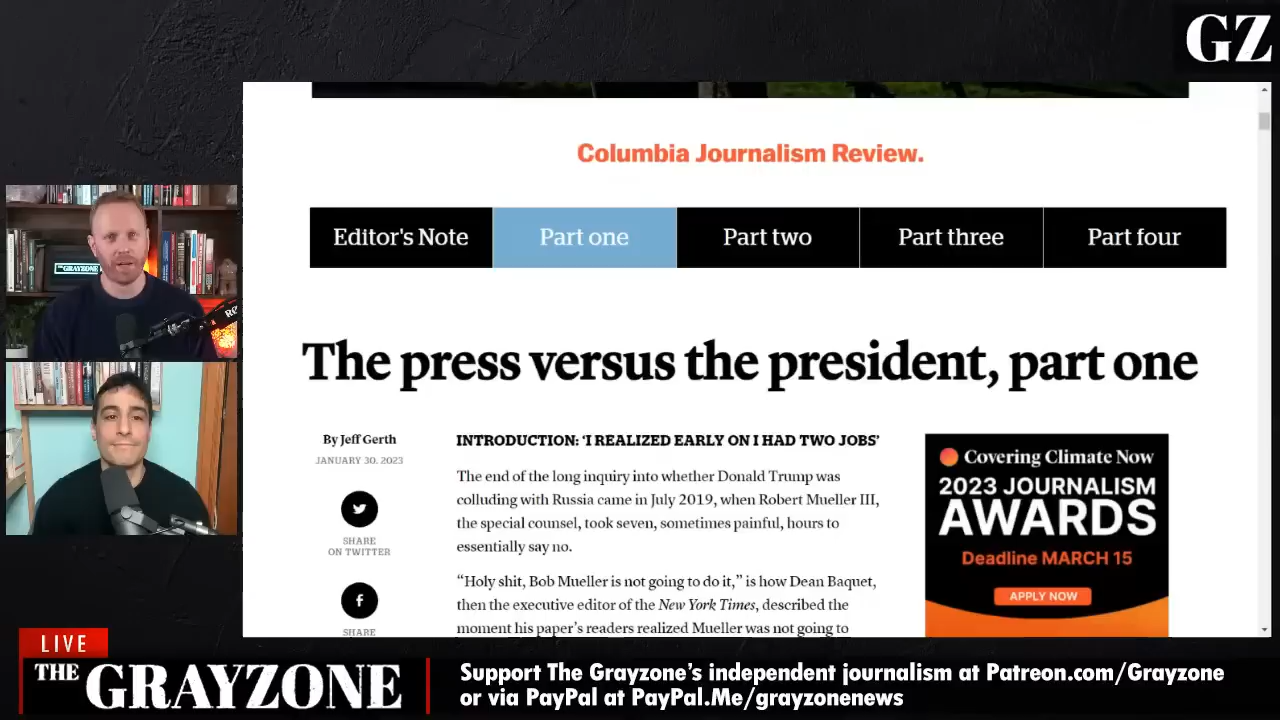 GZ
Columbia Journalism Review.
Editor's Note
Part one
Part two
Part three
Part four
The press versus the president, part one
By Jeff Gerth
JANUARY 30, 2023
SHARE
ON TWITTER
SHARE
INTRODUCTION: ‘I REALIZED EARLY ON I HAD TWO JOBS’
The end of the long inquiry into whether Donald Trump was
colluding with Russia came in July 2019, when Robert Mueller III,
the special counsel, took seven, sometimes painful, hours to
essentially say no.
“Holy shit, Bob Mueller is not going to do it,” is how Dean Baquet,
then the executive editor of the New York Times, described the
moment his paper’s readers realized Mueller was not going to
Covering Climate Now
2023 JOURNALISM
AWARDS
Deadline MARCH 15
APPLY NOW
THE GRAYZONE
LIVE
THE GRAYZONE
Support The Grayzone’s independent journalism at Patreon.com/Grayzone
or via PayPal at PayPal.Me/grayzonenews